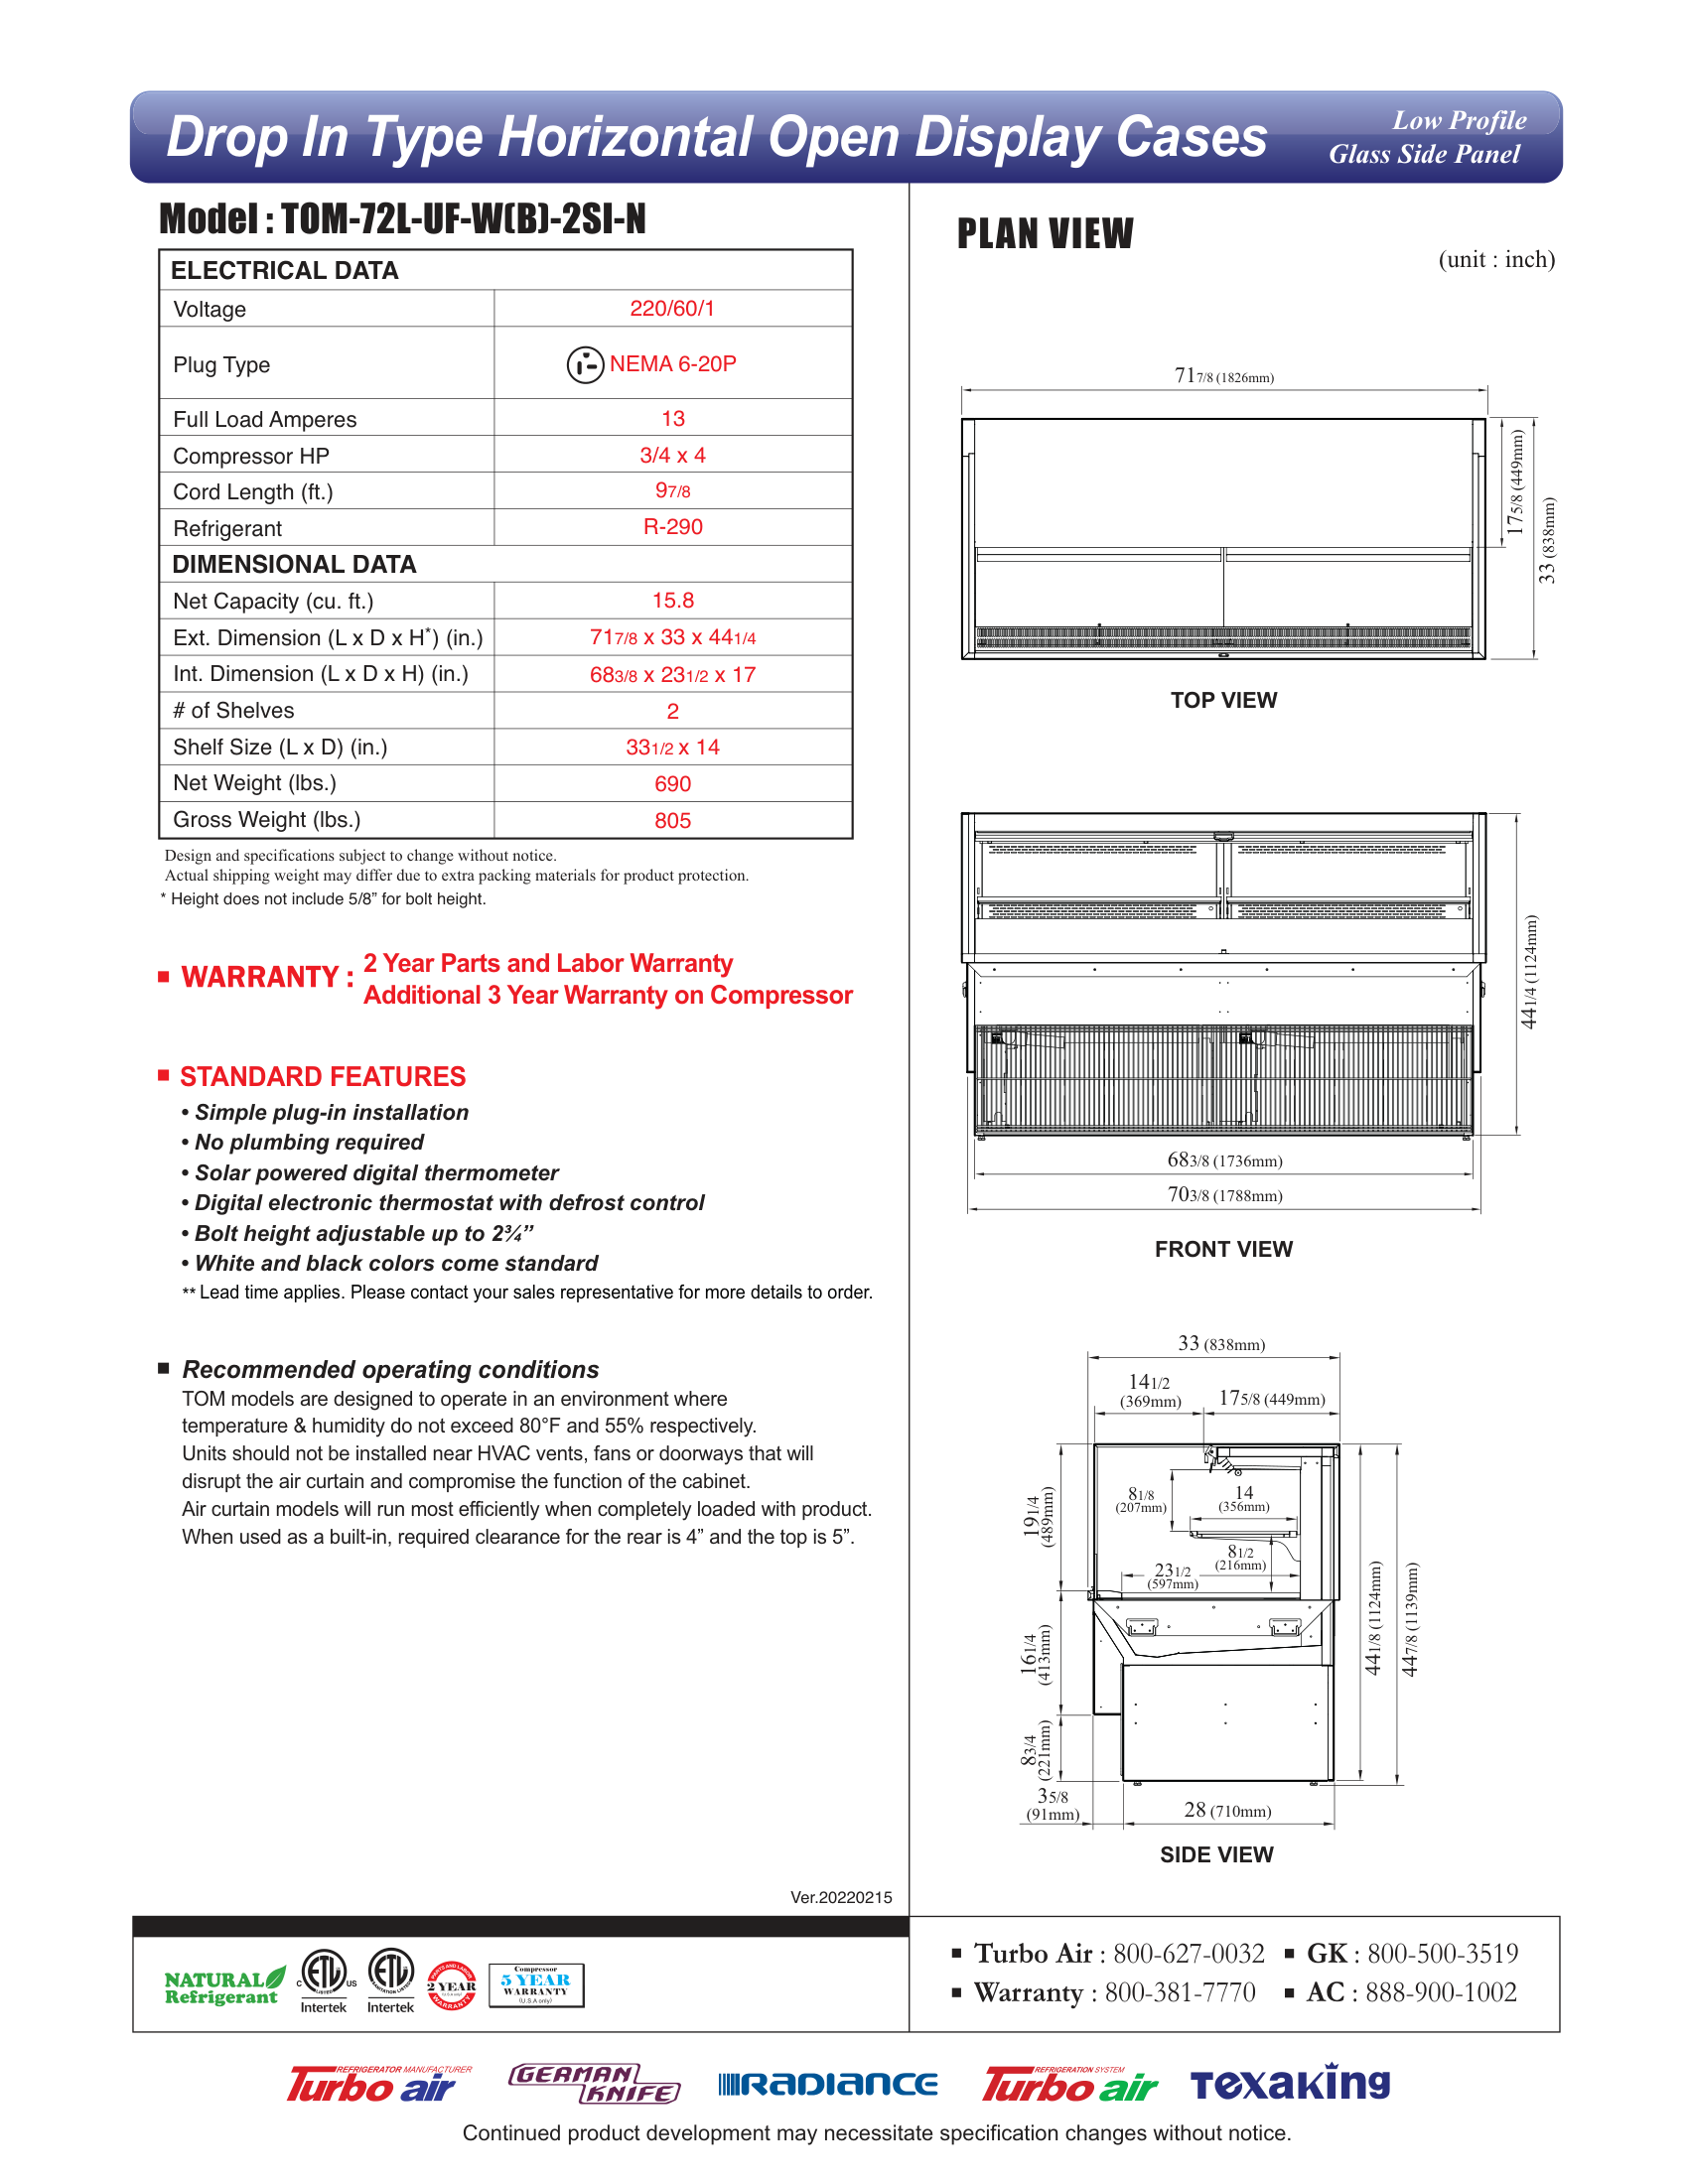 Drop In Type Horizontal Open Display Cases
Low Profile
Glass Side Panel
Model : TOM-72L-UF-W(B)-2SI-N
ELECTRICAL DATA
Voltage 220/60/1
Plug Type NEMA 6-20P
Full Load Amperes 13
Compressor HP 3/4 x 4
Cord Length (ft.) 97/8
Refrigerant R-290
DIMENSIONAL DATA
Net Capacity (cu. ft.) 15.8
Ext. Dimension (L x D x H*) (in.) 717/8 x 33 x 441/4
Int. Dimension (L x D x H) (in.) 683/8 x 231/2 x 17
# of Shelves 2
Shelf Size (L x D) (in.) 331/2 x 14
Net Weight (lbs.) 690
Gross Weight (lbs.) 805
Design and specifications subject to change without notice.
Actual shipping weight may differ due to extra packing materials for product protection.
* Height does not include 5/8” for bolt height.
■ WARRANTY : 2 Year Parts and Labor Warranty
Additional 3 Year Warranty on Compressor
■ STANDARD FEATURES
• Simple plug-in installation
• No plumbing required
• Solar powered digital thermometer
• Digital electronic thermostat with defrost control
• Bolt height adjustable up to 2¾”
• White and black colors come standard
** Lead time applies. Please contact your sales representative for more details to order.
■ Recommended operating conditions
TOM models are designed to operate in an environment where
temperature & humidity do not exceed 80°F and 55% respectively.
Units should not be installed near HVAC vents, fans or doorways that will
disrupt the air curtain and compromise the function of the cabinet.
Air curtain models will run most efficiently when completely loaded with product.
When used as a built-in, required clearance for the rear is 4” and the top is 5”.
Ver.20220215
PLAN VIEW
(unit : inch)
717/8 (1826mm)
175/8 (449mm)
33 (838mm)
TOP VIEW
441/4 (1124mm)
683/8 (1736mm)
703/8 (1788mm)
FRONT VIEW
33 (838mm)
141/2
(369mm)
175/8 (449mm)
191/4
(489mm)
81/8
(207mm)
14
(356mm)
81/2
(216mm)
231/2
(597mm)
161/4
(413mm)
83/4
(221mm)
441/8 (1124mm)
447/8 (1139mm)
35/8
(91mm)
28 (710mm)
SIDE VIEW
NATURAL
Refrigerant
C ETL US
LISTED
Intertek
ETL
SANITATION LISTED
Intertek
PARTS AND LABOR
2 YEAR
WARRANTY
Compressor
5 YEAR
WARRANTY
(U.S.A only)
■ Turbo Air : 800-627-0032 ■ GK : 800-500-3519
■ Warranty : 800-381-7770 ■ AC : 888-900-1002
REFRIGERATOR MANUFACTURER
Turbo air
GERMAN
KNIFE
RADIANCE
REFRIGERATION SYSTEM
Turbo air
TEXAKING
Continued product development may necessitate specification changes without notice.